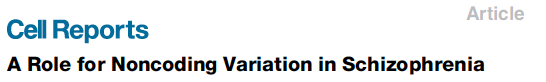 Article
Cell Reports
A Role for Noncoding Variation in Schizophrenia